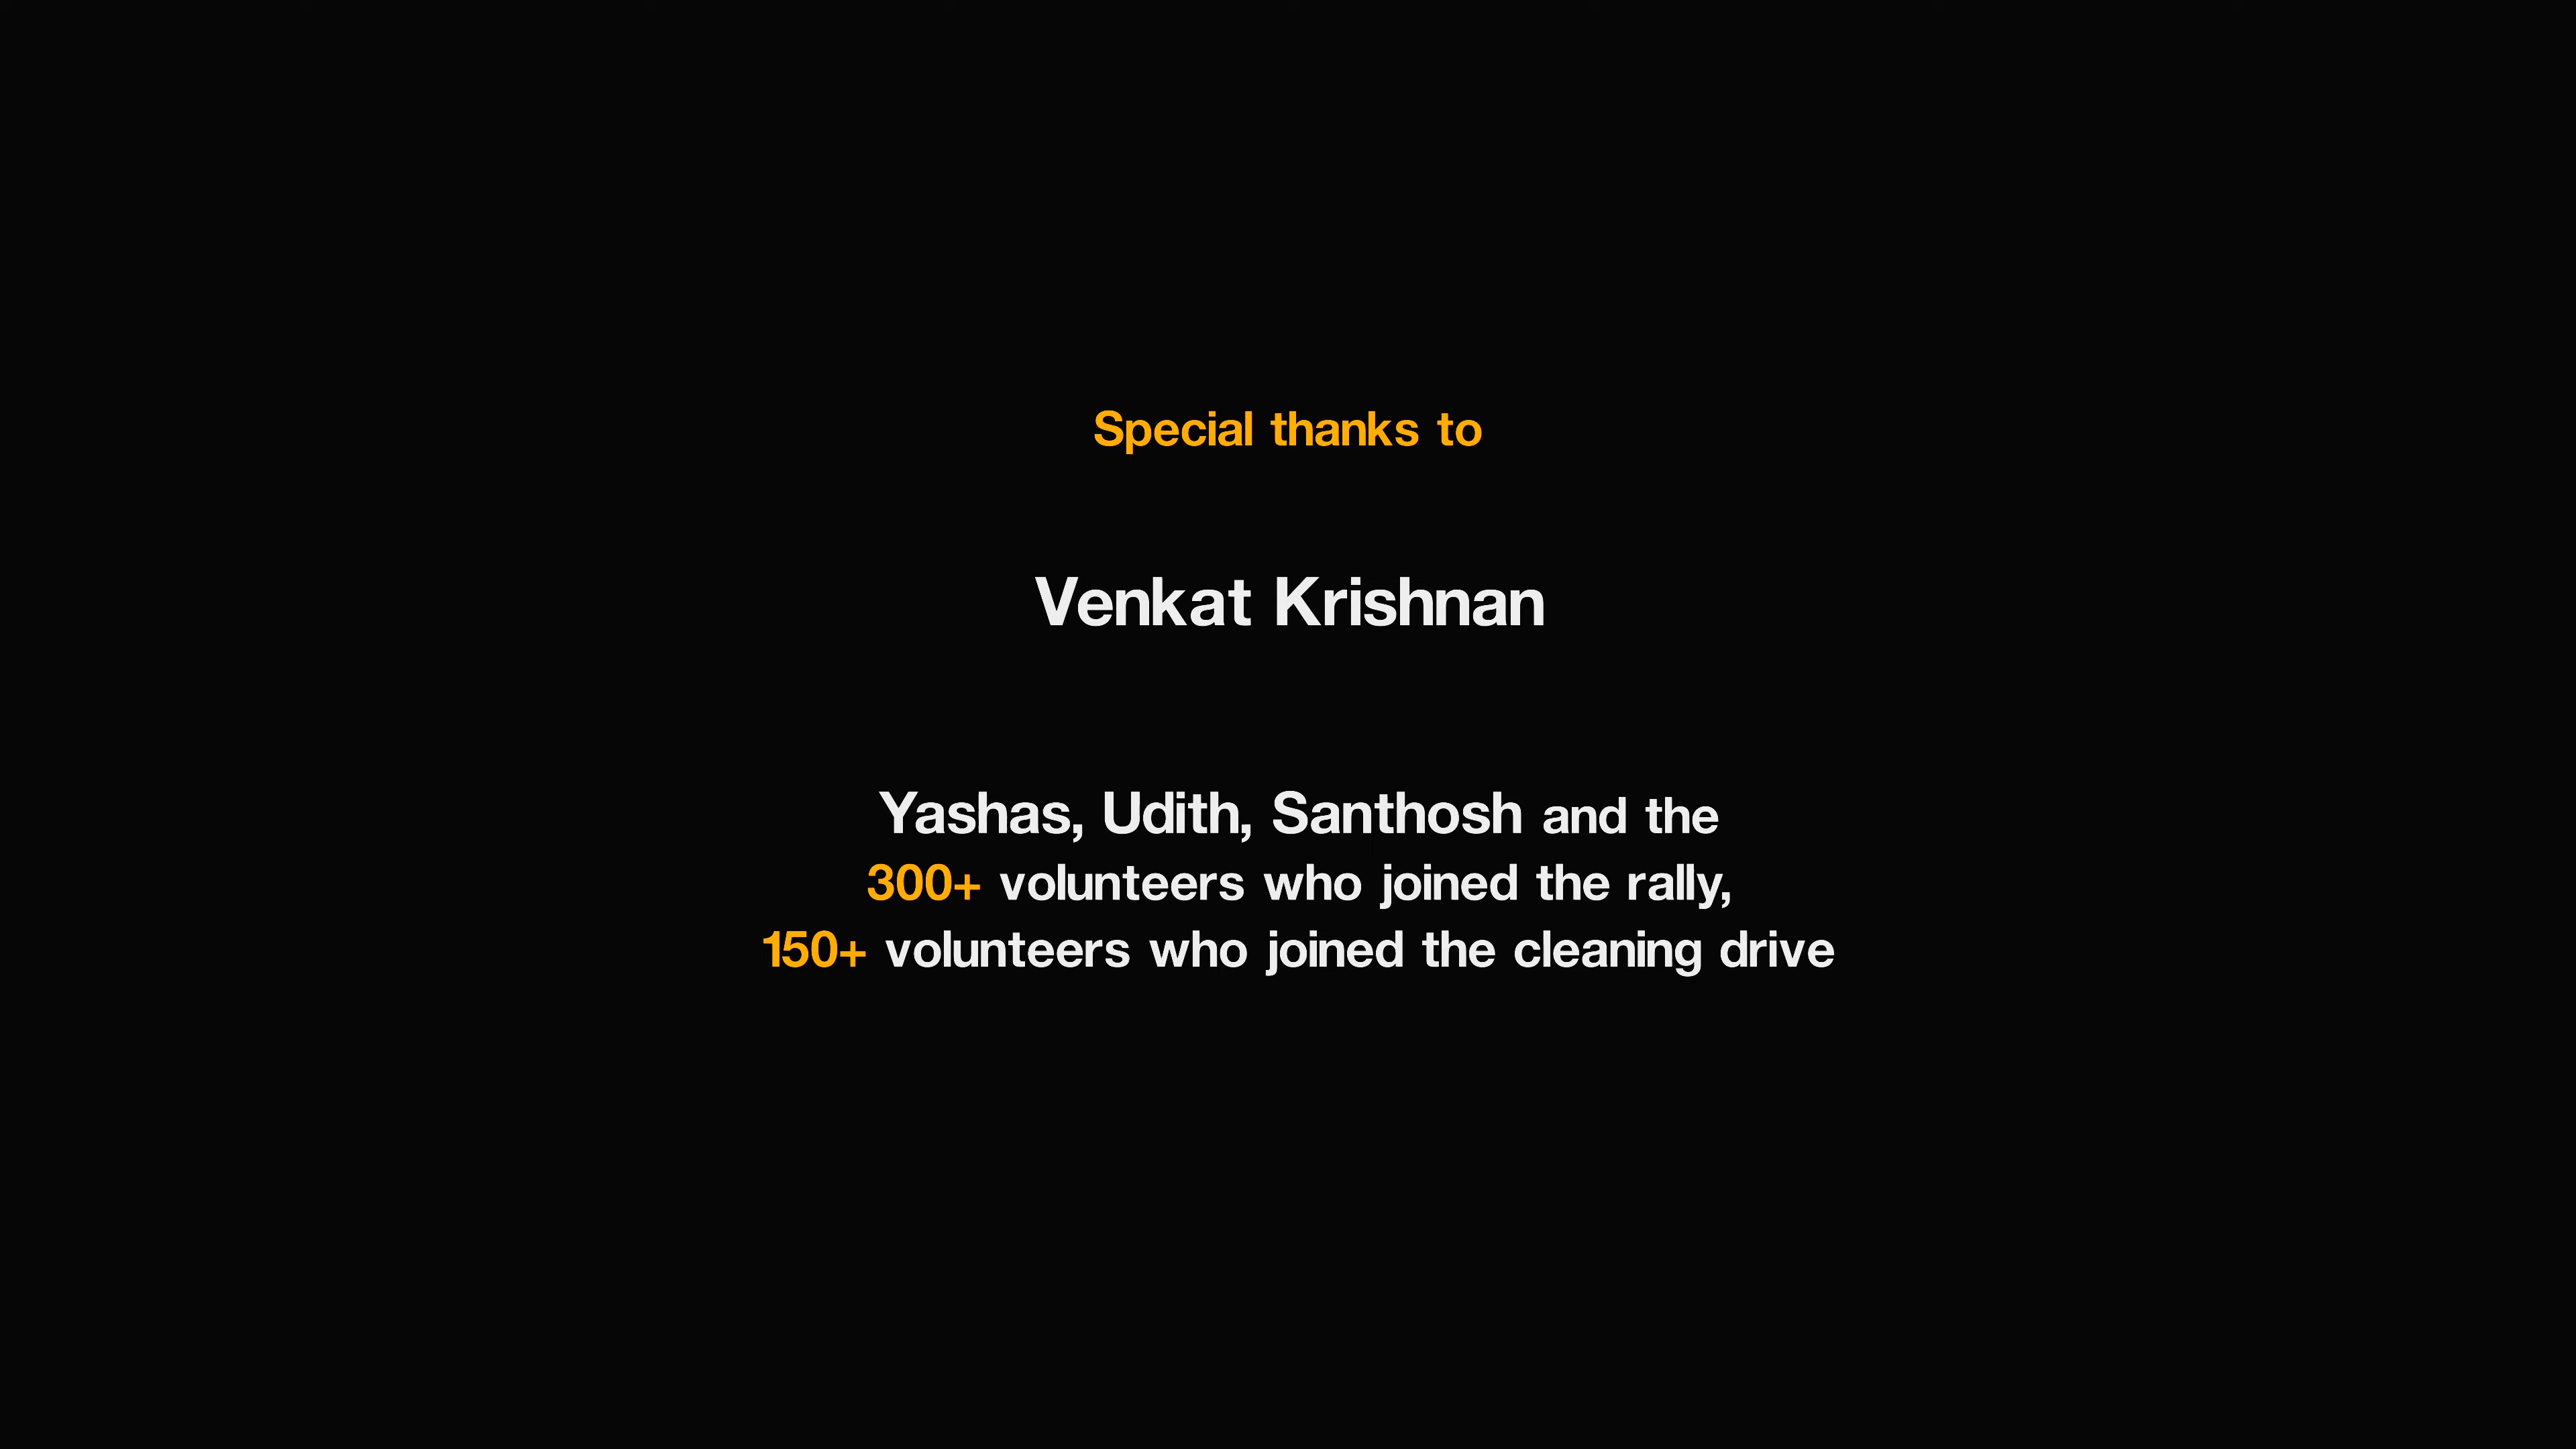 Special thanks to
Venkat Krishnan
Yashas, Udith, Santhosh and the
300+ volunteers who joined the rally,
150+ volunteers who joined the cleaning drive